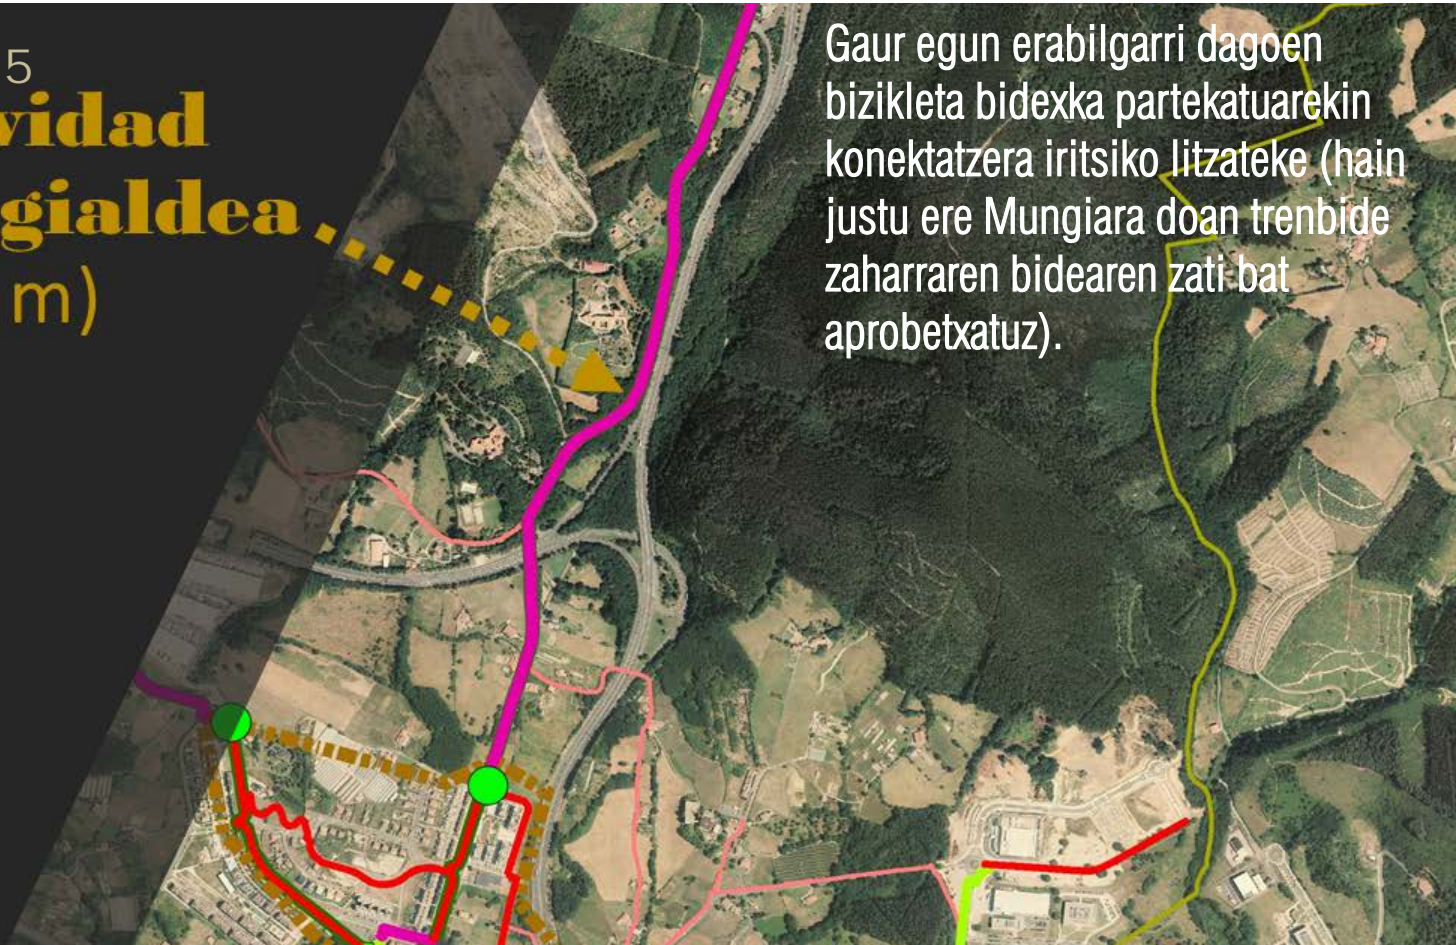 5
vidad
gialdea
m)
Gaur egun erabilgarri dagoen
bizikleta bidexka partekatuarekin
konektatzera iritsiko litzateke (hain
justu ere Mungiara doan trenbide
zaharraren bidearen zati bat
aprobetxatuz).